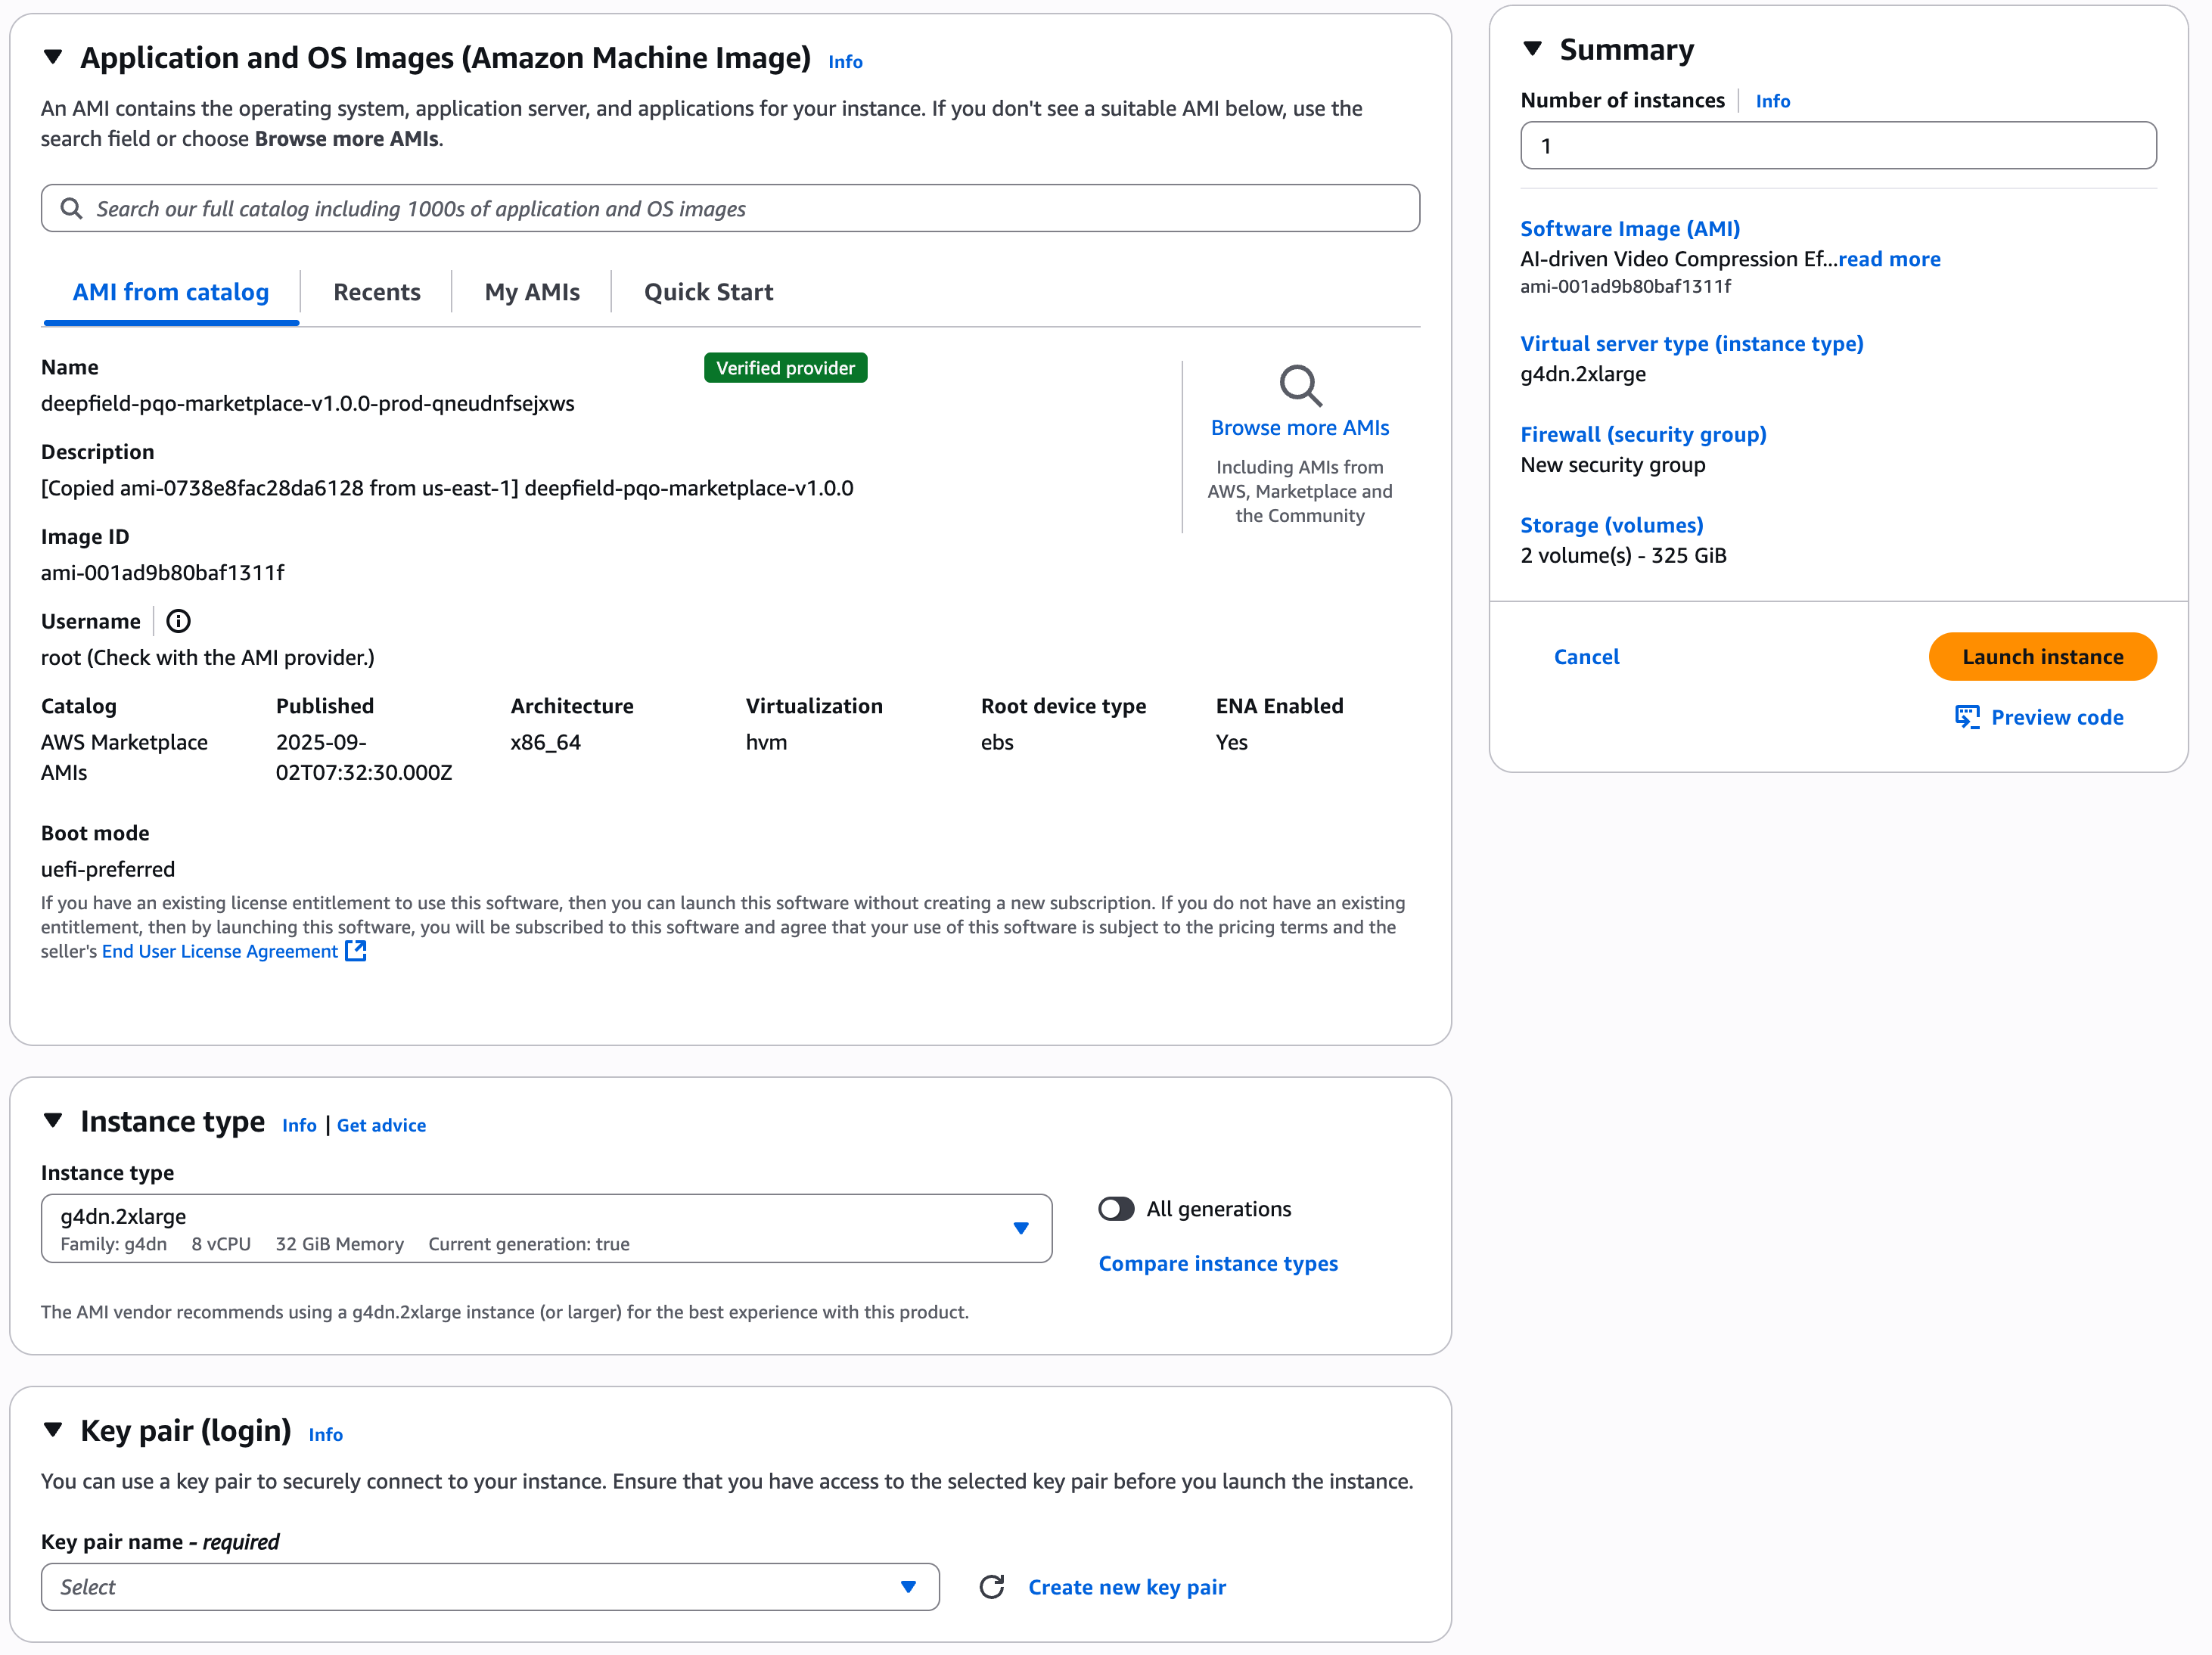 Application and OS Images (Amazon Machine Image) Info
An AMI contains the operating system, application server, and applications for your instance. If you don't see a suitable AMI below, use the
search field or choose Browse more AMIs.
Search our full catalog including 1000s of application and OS images
AMI from catalog
Recents
My AMIs
Quick Start
Name
Verified provider
deepfield-pqo-marketplace-v1.0.0-prod-qneudnfsejxws
Description
[Copied ami-0738e8fac28da6128 from us-east-1] deepfield-pqo-marketplace-v1.0.0
Image ID
ami-001ad9b80baf1311f
Username
root (Check with the AMI provider.)
Browse more AMIs
Including AMIs from
AWS, Marketplace and
the Community
Catalog
AWS Marketplace
AMIs
Published
2025-09-
02T07:32:30.000Z
Architecture
x86_64
Virtualization
hvm
Root device type
ebs
ENA Enabled
Yes
Boot mode
uefi-preferred
If you have an existing license entitlement to use this software, then you can launch this software without creating a new subscription. If you do not have an existing
entitlement, then by launching this software, you will be subscribed to this software and agree that your use of this software is subject to the pricing terms and the
seller's End User License Agreement
Instance type Info | Get advice
Instance type
g4dn.2xlarge
Family: g4dn 8 vCPU 32 GiB Memory Current generation: true
All generations
Compare instance types
The AMI vendor recommends using a g4dn.2xlarge instance (or larger) for the best experience with this product.
Key pair (login) Info
You can use a key pair to securely connect to your instance. Ensure that you have access to the selected key pair before you launch the instance.
Key pair name - required
Select
Create new key pair
Summary
Number of instances Info
1
Software Image (AMI)
AI-driven Video Compression Ef...read more
ami-001ad9b80baf1311f
Virtual server type (instance type)
g4dn.2xlarge
Firewall (security group)
New security group
Storage (volumes)
2 volume(s) - 325 GiB
Cancel
Launch instance
Preview code